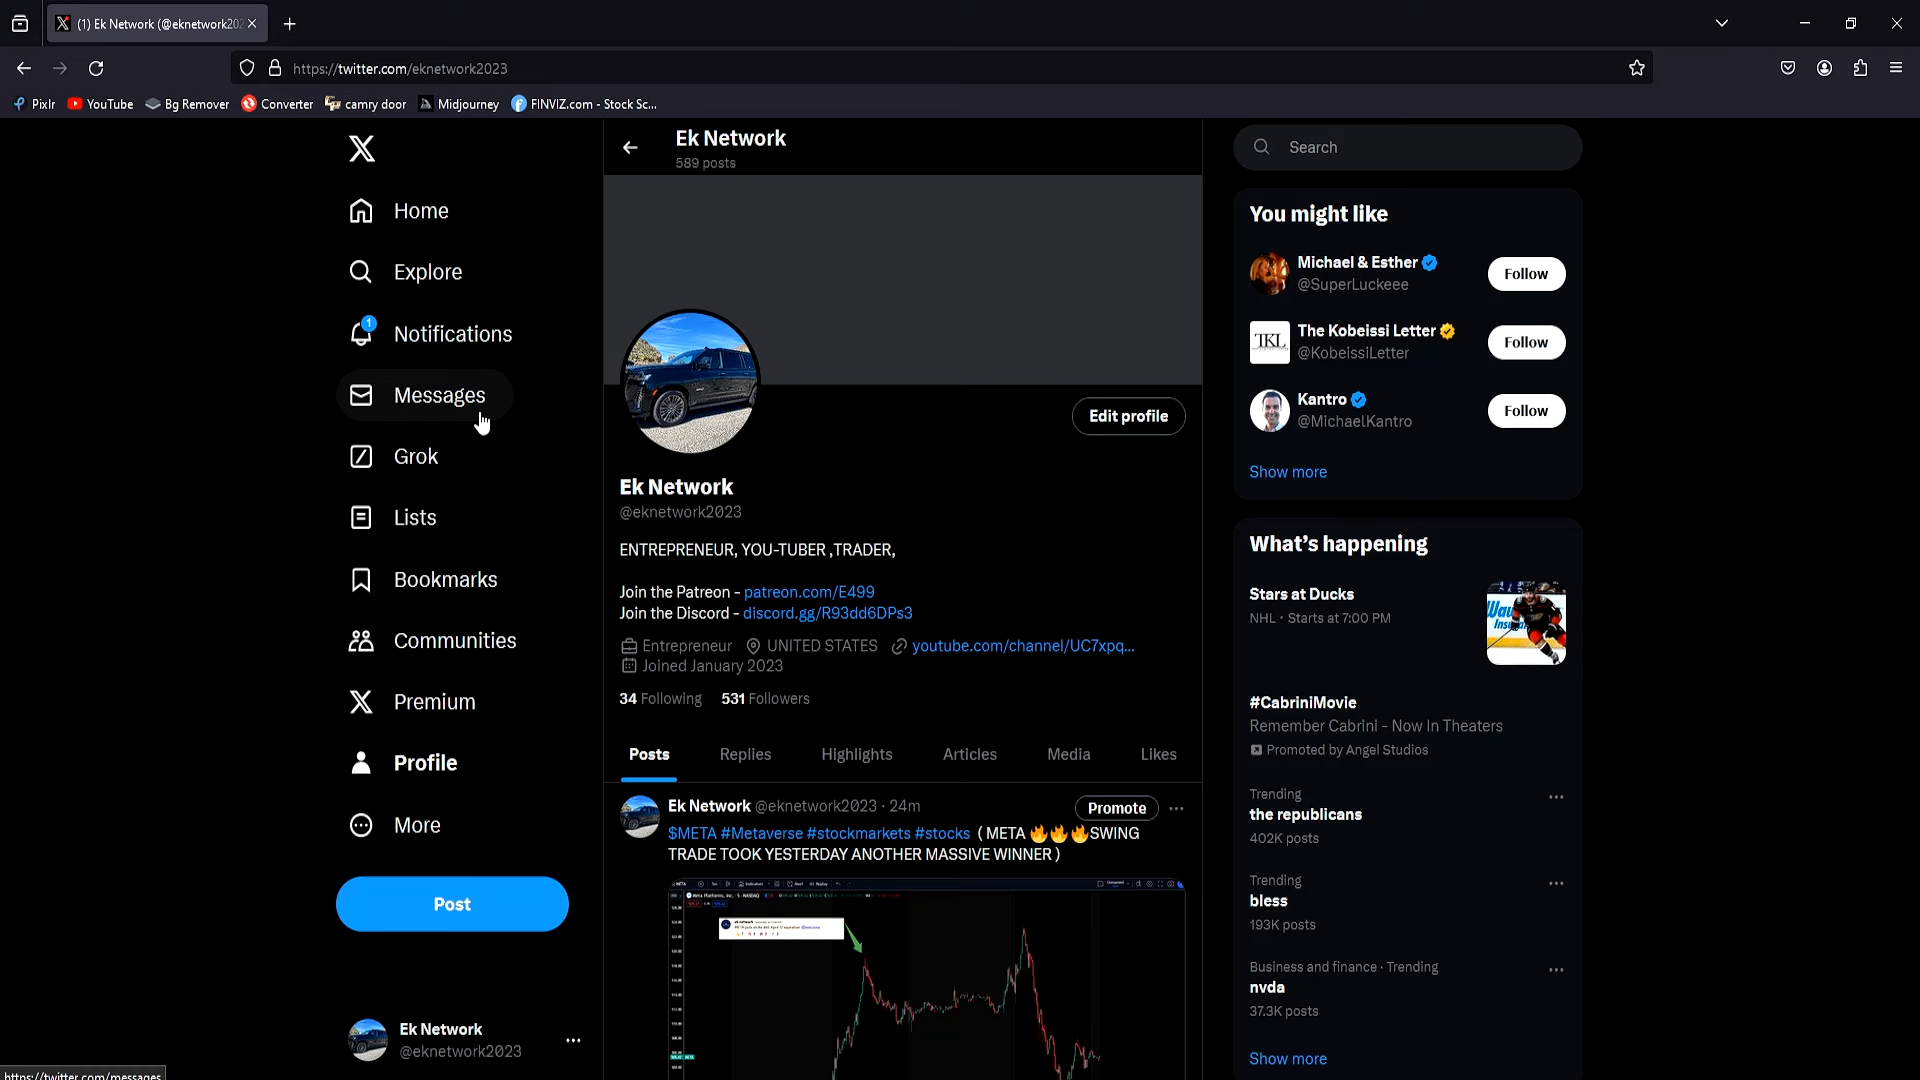 (1) Ek Network (@eknetwork202
https://twitter.com/eknetwork2023
Pixlr
YouTube
Bg Remover
Converter
camry door
Midjourney
FINVIZ.com - Stock Sc...
Home
Explore
1
Notifications
Messages
Grok
Lists
Bookmarks
Communities
Premium
Profile
More
Post
Ek Network
@eknetwork2023
https://twitter.com/messages
Ek Network
589 posts
Edit profile
Ek Network
@eknetwork2023
ENTREPRENEUR, YOU-TUBER ,TRADER,
Join the Patreon - patreon.com/E499
Join the Discord - discord.gg/R93dd6DPs3
Entrepreneur UNITED STATES youtube.com/channel/UC7xpq...
Joined January 2023
34 Following 531 Followers
Posts Replies Highlights Articles Media Likes
Ek Network @eknetwork2023 · 24m
Promote
$META #Metaverse #stockmarkets #stocks ( META 🔥🔥🔥SWING
TRADE TOOK YESTERDAY ANOTHER MASSIVE WINNER )
Search
You might like
Michael & Esther
@SuperLuckeee
Follow
TKL
The Kobeissi Letter
@KobeissiLetter
Follow
Kantro
@MichaelKantro
Follow
Show more
What's happening
Stars at Ducks
NHL · Starts at 7:00 PM
#CabriniMovie
Remember Cabrini - Now In Theaters
Promoted by Angel Studios
Trending
the republicans
402K posts
Trending
bless
193K posts
Business and finance · Trending
nvda
37.3K posts
Show more